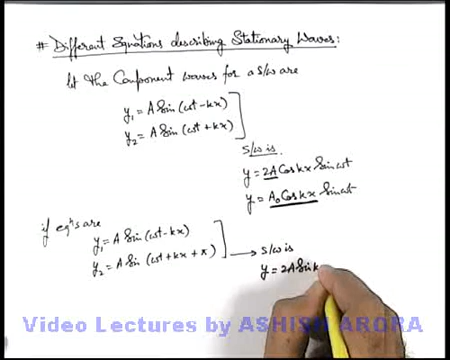 # Different Equations describing Stationary Waves:
let the Component waves for a S/W are
y₁ = A sin (ωt - kx)
y₂ = A sin (ωt + kx)
S/W is
y = 2A Cos kx sin ωt
y = A₀ Cos kx sin ωt
if eqⁿs are
y₁ = A sin (ωt - kx)
y₂ = A sin (ωt + kx + π)
→ S/W is
y = 2A sin k
Video Lectures by ASHISH ARORA